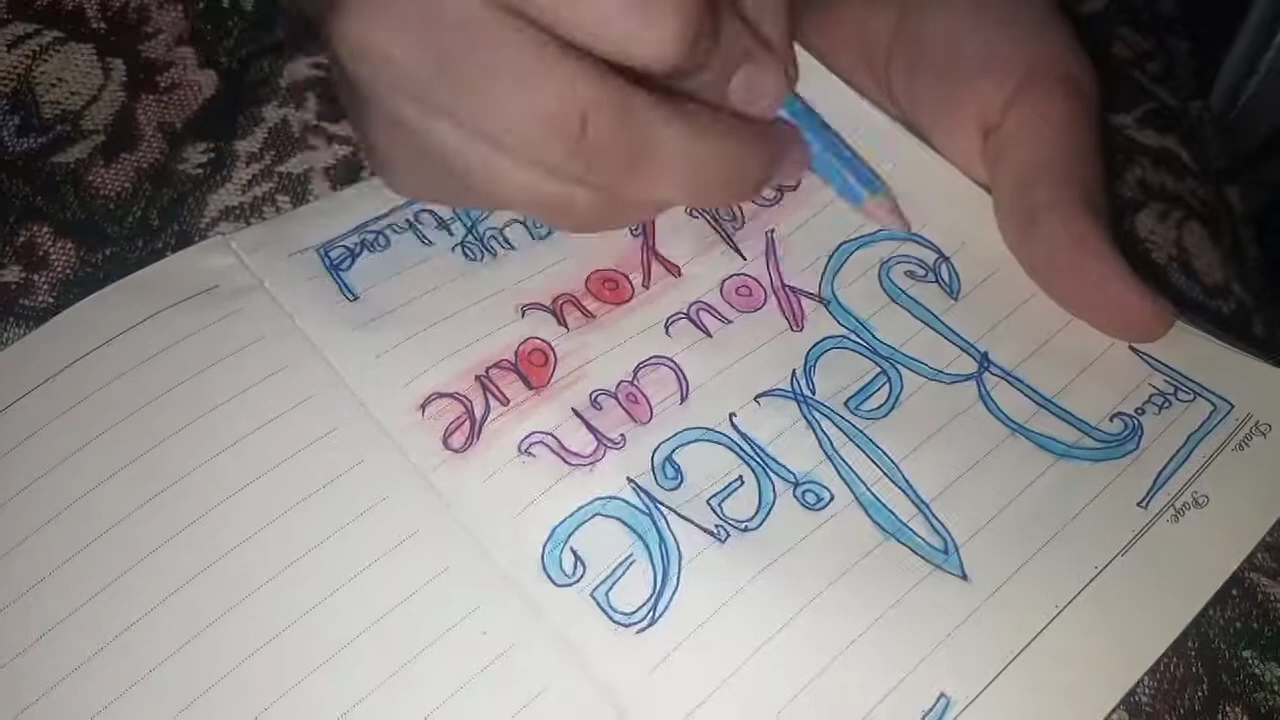 Date.
Page.
Believe
You can
You are
there